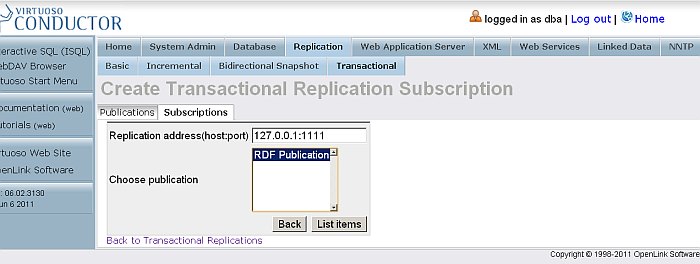 VIRTUOSO
CONDUCTOR
logged in as dba | Log out | Home
teractive SQL (ISQL)
ebDAV Browser
rtuoso Start Menu
ocumentation (web)
utorials (web)
rtuoso Web Site
penLink Software
: 06.02.3130
un 6 2011
Home System Admin Database Replication Web Application Server XML Web Services Linked Data NNTP
Basic Incremental Bidirectional Snapshot Transactional
Create Transactional Replication Subscription
Publications Subscriptions
Replication address(host:port) 127.0.0.1:1111
Choose publication
RDF Publication
Back List items
Back to Transactional Replications
Copyright © 1998-2011 OpenLink Software